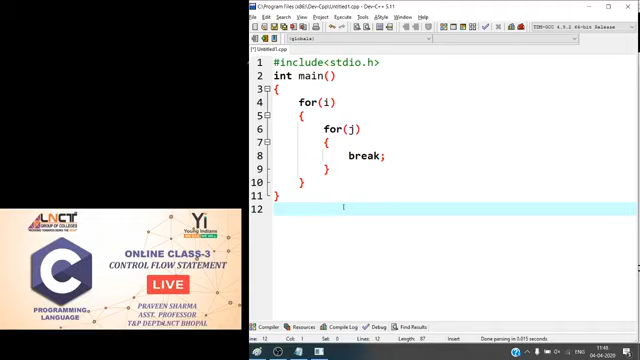 C:\Program Files (x86)\Dev-Cpp\Untitled1.cpp - Dev-C++ 5.11
File Edit Search View Project Execute Tools AStyle Window Help
TDM-GCC 4.9.2 64-bit Release
(globals)
[*] Untitled1.cpp
1 #include<stdio.h>
2 int main()
3 {
4 for(i)
5 {
6 for(j)
7 {
8 break;
9 }
10 }
11 }
12
LNCT
GROUP OF COLLEGES
Yi
Young Indians
C
PROGRAMMING
LANGUAGE
ONLINE CLASS-3
CONTROL FLOW STATEMENT
LIVE
PRAVEEN SHARMA
ASST. PROFESSOR
T&P DEPTT.LNCT BHOPAL
Compiler Resources Compile Log Debug Find Results
Line: 12 Col: 1 Sel: 0 Lines: 12 Length: 87 Insert Done parsing in 0.015 seconds
ENG
11:48
04-04-2020